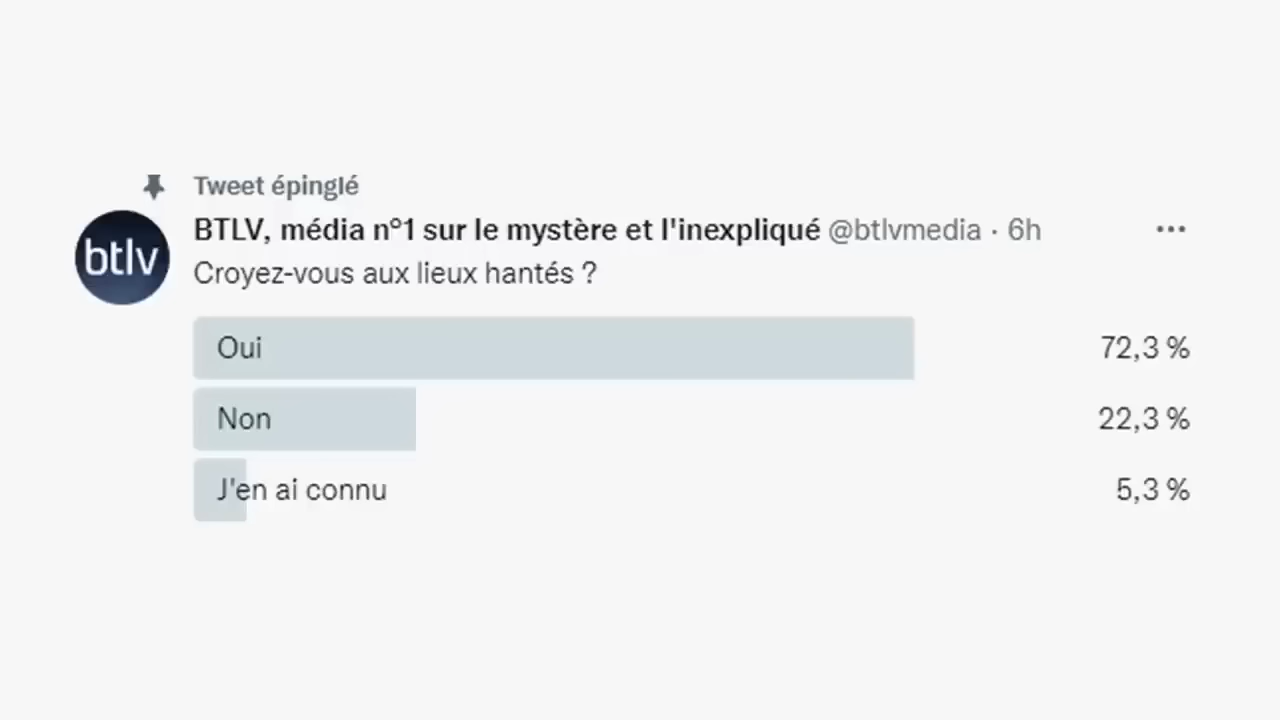 Tweet épinglé
btlv
BTLV, média n°1 sur le mystère et l'inexpliqué @btlvmedia · 6h
Croyez-vous aux lieux hantés ?
Oui 72,3 %
Non 22,3 %
J'en ai connu 5,3 %